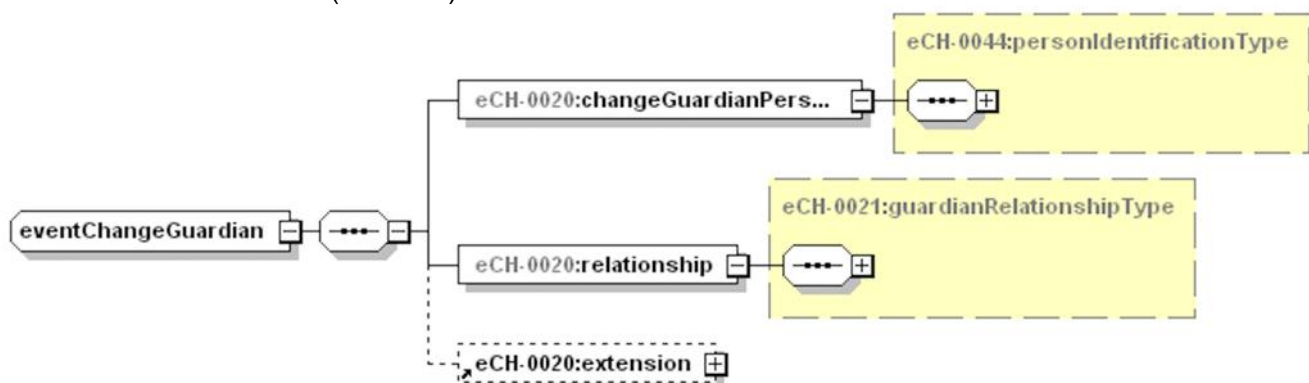 eCH-0044:personIdentificationType
eCH-0020:changeGuardianPers...
eCH-0021:guardianRelationshipType
eventChangeGuardian
eCH-0020:relationship
eCH-0020:extension